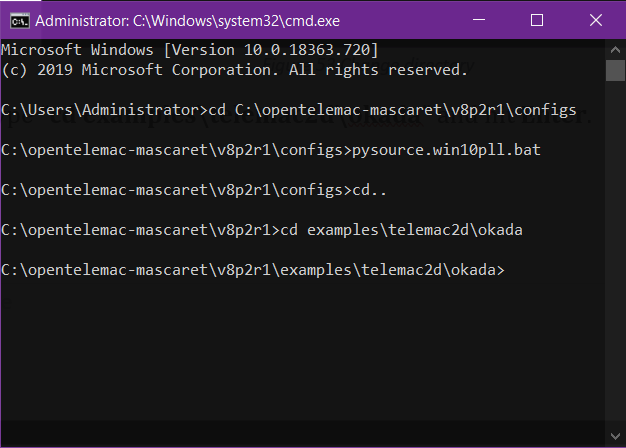 Administrator: C:\Windows\system32\cmd.exe
Microsoft Windows [Version 10.0.18363.720]
(c) 2019 Microsoft Corporation. All rights reserved.
C:\Users\Administrator>cd C:\opentelemac-mascaret\v8p2r1\configs
C:\opentelemac-mascaret\v8p2r1\configs>pysource.win10pll.bat
C:\opentelemac-mascaret\v8p2r1\configs>cd..
C:\opentelemac-mascaret\v8p2r1>cd examples\telemac2d\okada
C:\opentelemac-mascaret\v8p2r1\examples\telemac2d\okada>